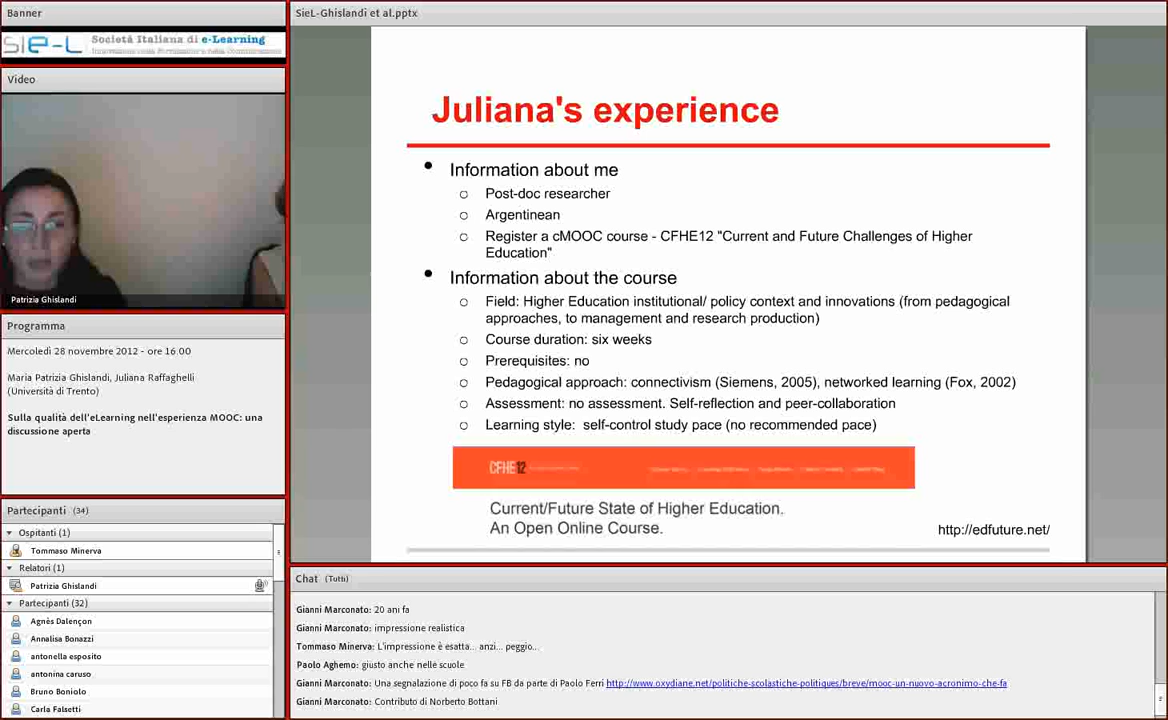 Banner
SIe-L Società Italiana di e-Learning
Video
Patrizia Ghislandi
Programma
Mercoledì 28 novembre 2012 - ore 16:00
Maria Patrizia Ghislandi, Juliana Raffaghelli
(Università di Trento)
Sulla qualità dell'eLearning nell'esperienza MOOC: una
discussione aperta
Partecipanti (34)
Ospitanti (1)
Tommaso Minerva
Relatori (1)
Patrizia Ghislandi
Partecipanti (32)
Agnès Dalençon
Annalisa Bonazzi
antonella esposito
antonina caruso
Bruno Boniolo
Carla Falsetti
SieL-Ghislandi et al.pptx
Juliana's experience
• Information about me
o Post-doc researcher
o Argentinean
o Register a cMOOC course - CFHE12 "Current and Future Challenges of Higher
Education"
• Information about the course
o Field: Higher Education institutional/ policy context and innovations (from pedagogical
approaches, to management and research production)
o Course duration: six weeks
o Prerequisites: no
o Pedagogical approach: connectivism (Siemens, 2005), networked learning (Fox, 2002)
o Assessment: no assessment. Self-reflection and peer-collaboration
o Learning style: self-control study pace (no recommended pace)
CFHE12
Current/Future State of Higher Education.
An Open Online Course.
http://edfuture.net/
Chat (Tutti)
Gianni Marconato: 20 ani fa
Gianni Marconato: impressione realistica
Tommaso Minerva: L'impressione è esatta... anzi... peggio...
Paolo Aghemo: giusto anche nelle scuole
Gianni Marconato: Una segnalazione di poco fa su FB da parte di Paolo Ferri http://www.oxydiane.net/politiche-scolastiche-politiques/breve/mooc-un-nuovo-acronimo-che-fa
Gianni Marconato: Contributo di Norberto Bottani